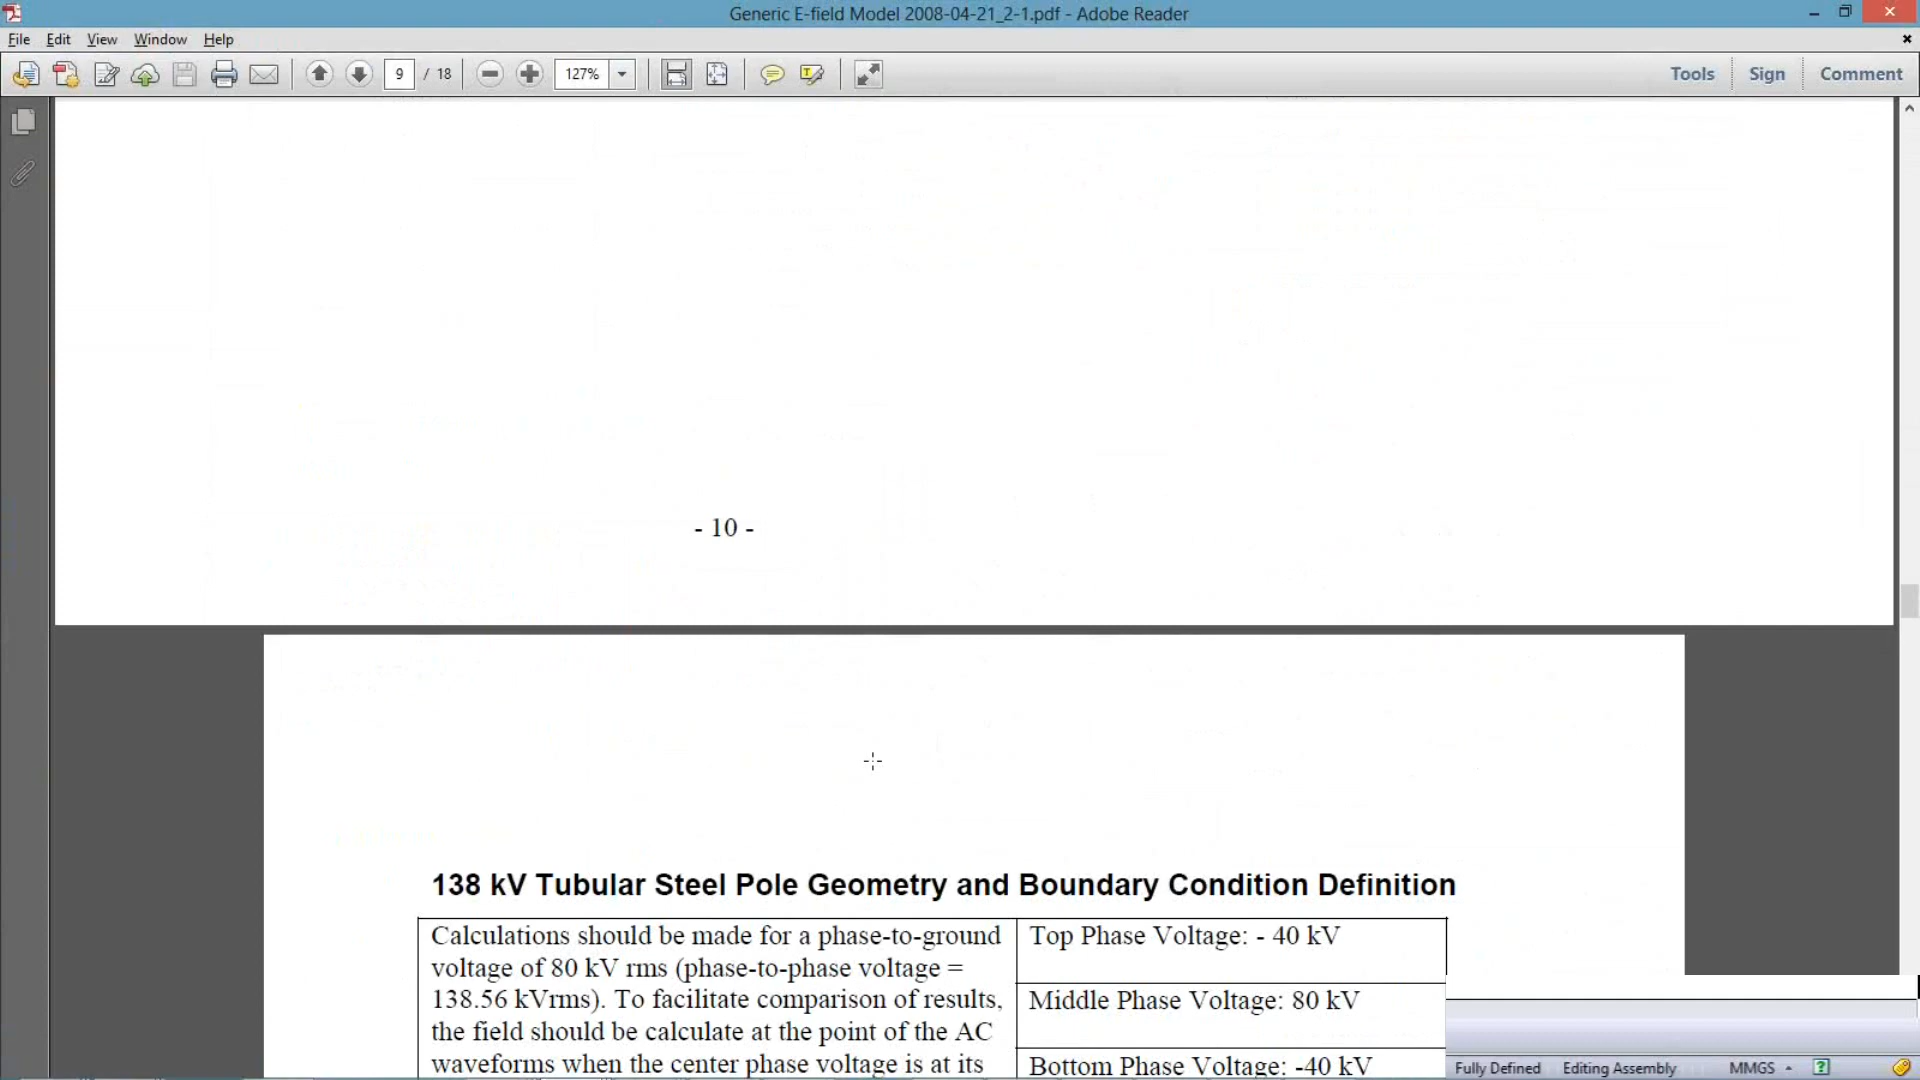 Generic E-field Model 2008-04-21_2-1.pdf - Adobe Reader
File Edit View Window Help
9 / 18 127% Tools Sign Comment
- 10 -
138 kV Tubular Steel Pole Geometry and Boundary Condition Definition
Calculations should be made for a phase-to-ground
voltage of 80 kV rms (phase-to-phase voltage =
138.56 kVrms). To facilitate comparison of results,
the field should be calculate at the point of the AC
waveforms when the center phase voltage is at its
Top Phase Voltage: - 40 kV
Middle Phase Voltage: 80 kV
Bottom Phase Voltage: -40 kV
Fully Defined Editing Assembly MMGS